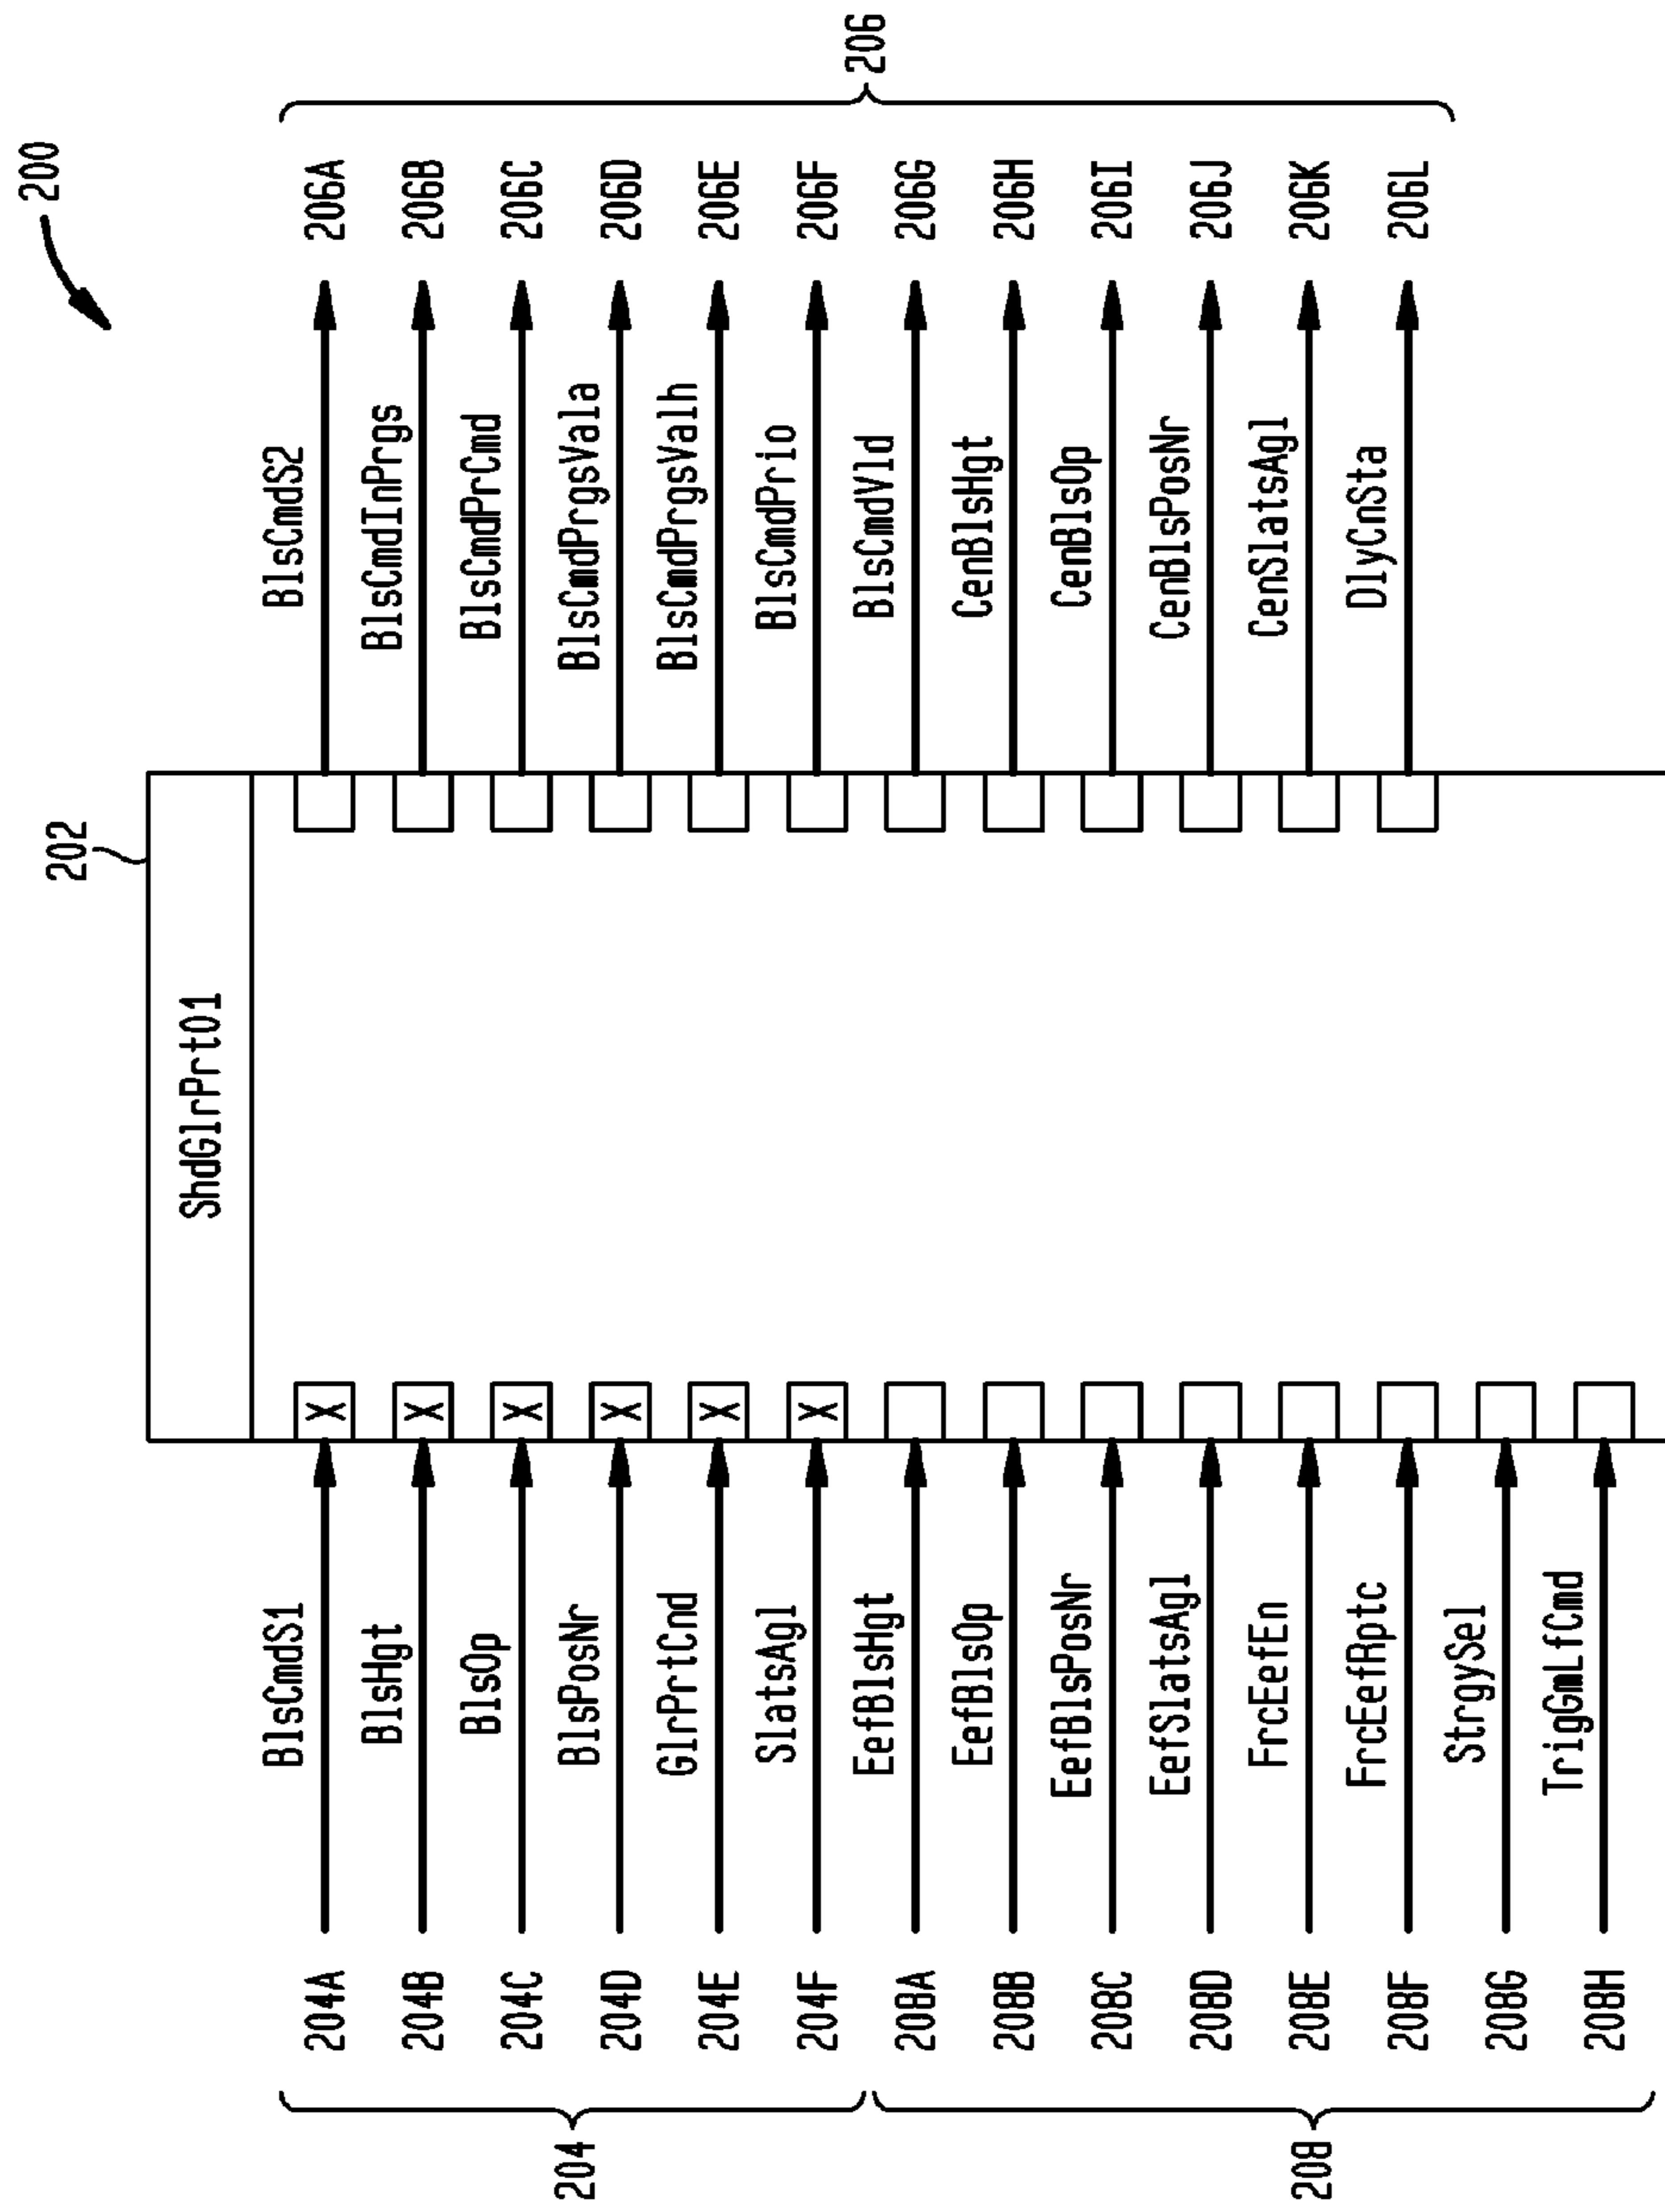 200
202
ShdGlrPrt01
204
204A BlsCmdS1 X
204B BlsHgt X
204C BlsOp X
204D BlsPosNr X
204E GlrPrtCnd X
204F SlatsAgl X
208
208A EefBlsHgt
208B EefBlsOp
208C EefBlsPosNr
208D EefSlatsAgl
208E FrcEefEn
208F FrcEefRptc
208G StrgySel
208H TrigGmLfCmd
BlsCmdS2 206A
BlsCmdInPrgs 206B
BlsCmdPrCmd 206C
BlsCmdPrgsVala 206D
BlsCmdPrgsValh 206E
BlsCmdPrio 206F
BlsCmdVld 206G
CenBlsHgt 206H
CenBlsOp 206I
CenBlsPosNr 206J
CenSlatsAgl 206K
DlyCnSta 206L
206